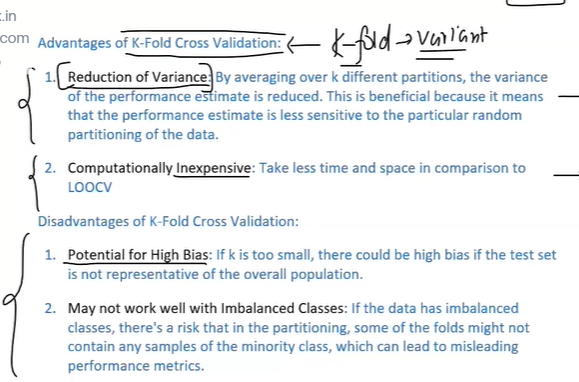 .in
.com
Advantages of K-Fold Cross Validation: ← K-fold → variant
1. Reduction of Variance: By averaging over k different partitions, the variance
of the performance estimate is reduced. This is beneficial because it means
that the performance estimate is less sensitive to the particular random
partitioning of the data.
2. Computationally Inexpensive: Take less time and space in comparison to
LOOCV
Disadvantages of K-Fold Cross Validation:
1. Potential for High Bias: If k is too small, there could be high bias if the test set
is not representative of the overall population.
2. May not work well with Imbalanced Classes: If the data has imbalanced
classes, there's a risk that in the partitioning, some of the folds might not
contain any samples of the minority class, which can lead to misleading
performance metrics.